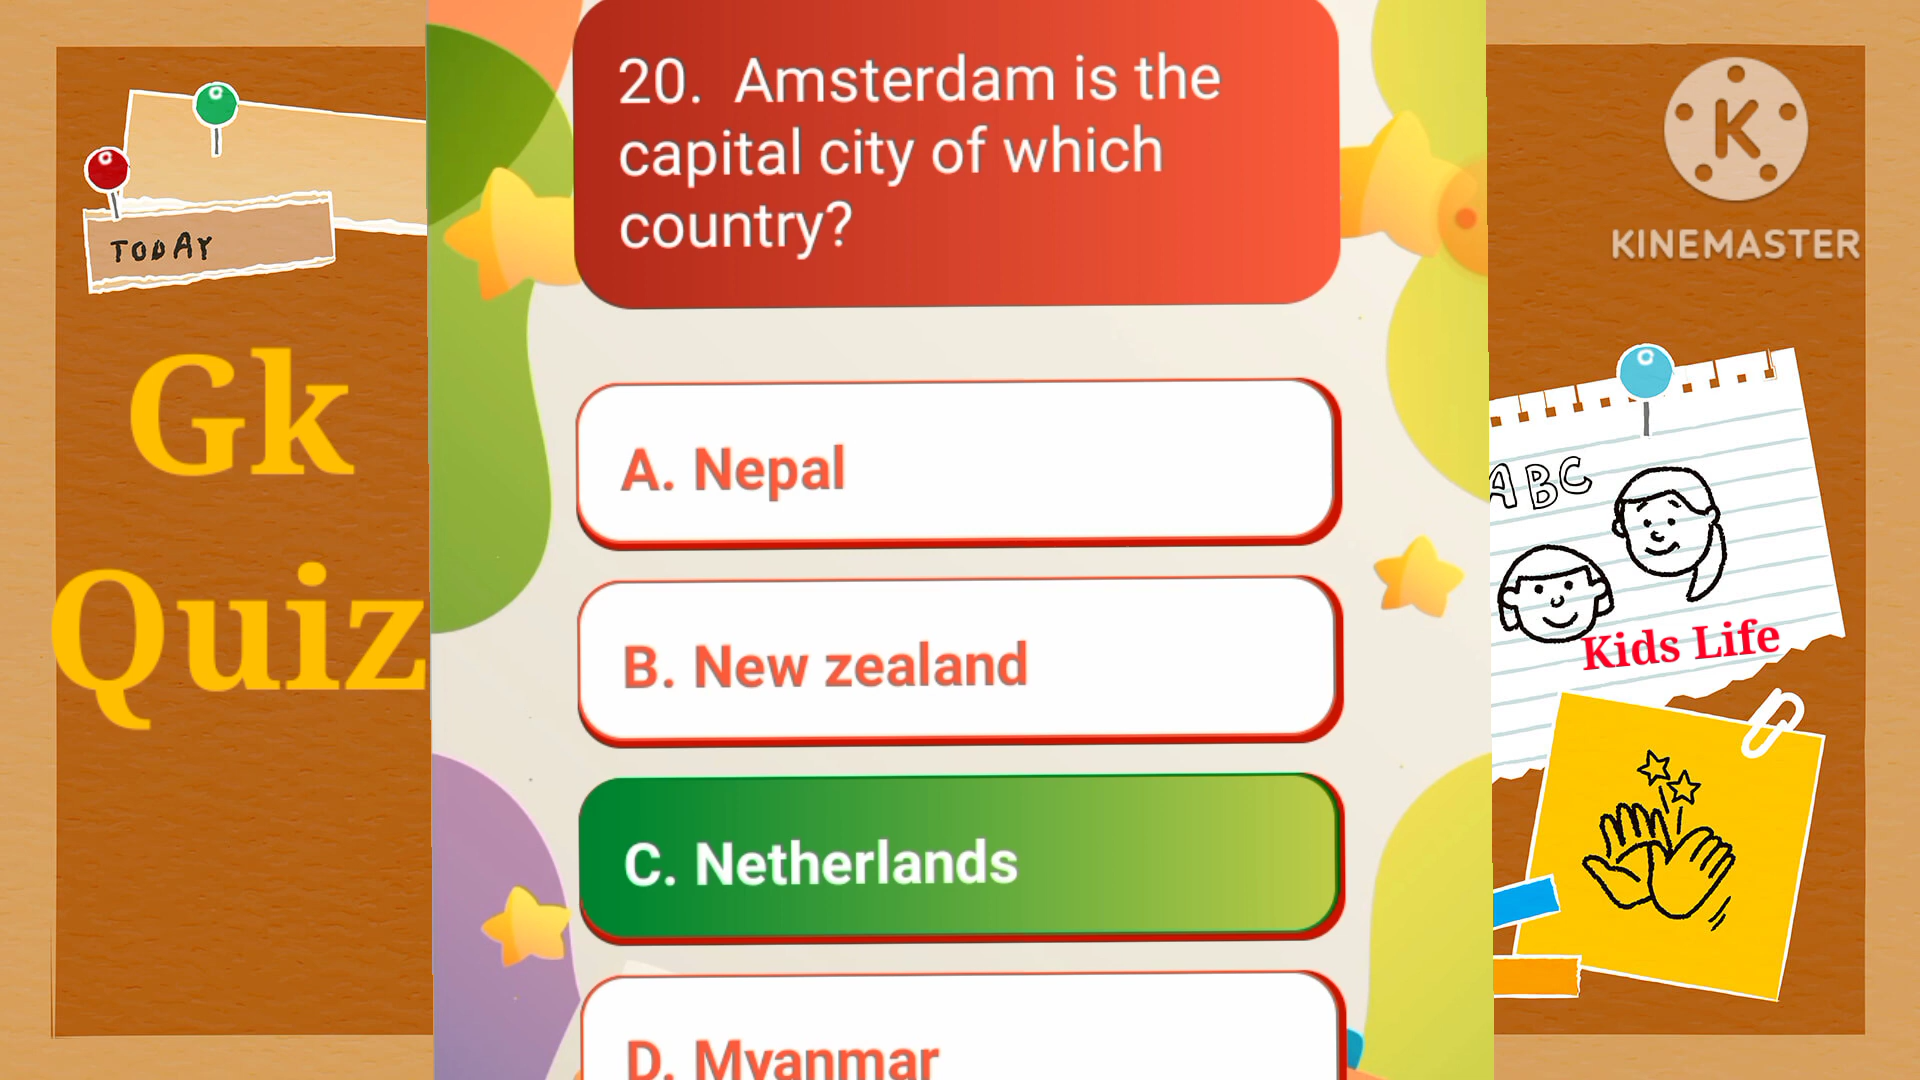 TODAY
Gk
Quiz
20. Amsterdam is the
capital city of which
country?
A. Nepal
B. New zealand
C. Netherlands
D. Myanmar
K
KINEMASTER
ABC
Kids Life